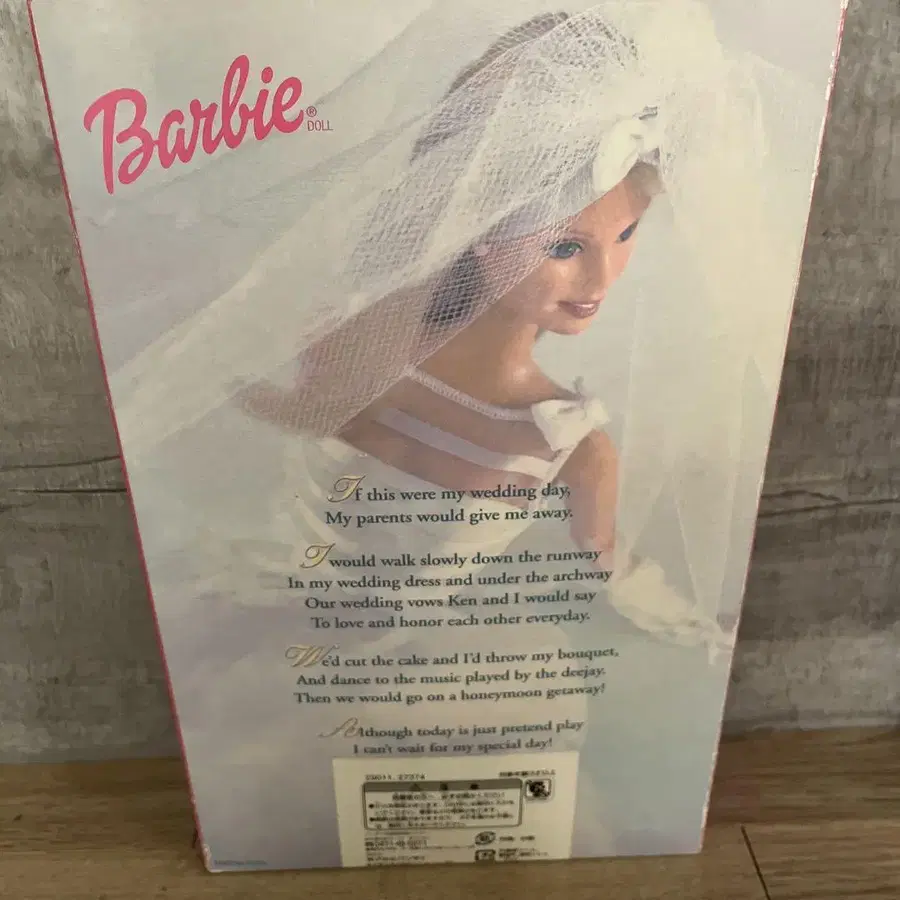 Barbie®
DOLL
If this were my wedding day,
My parents would give me away.
I would walk slowly down the runway
In my wedding dress and under the archway
Our wedding vows Ken and I would say
To love and honor each other everyday.
We'd cut the cake and I'd throw my bouquet,
And dance to the music played by the deejay.
Then we would go on a honeymoon getaway!
Although today is just pretend play
I can't wait for my special day!